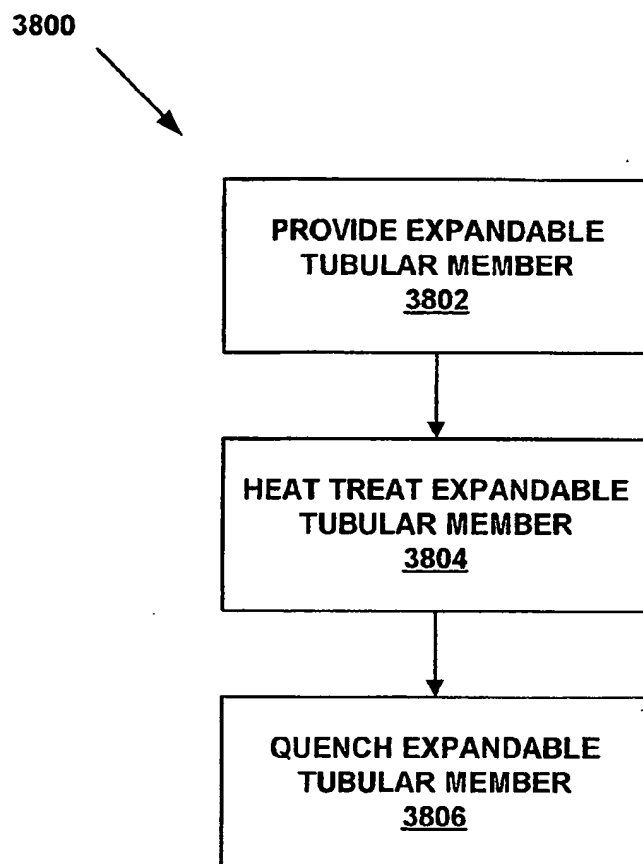 3800
PROVIDE EXPANDABLE
TUBULAR MEMBER
3802
HEAT TREAT EXPANDABLE
TUBULAR MEMBER
3804
QUENCH EXPANDABLE
TUBULAR MEMBER
3806